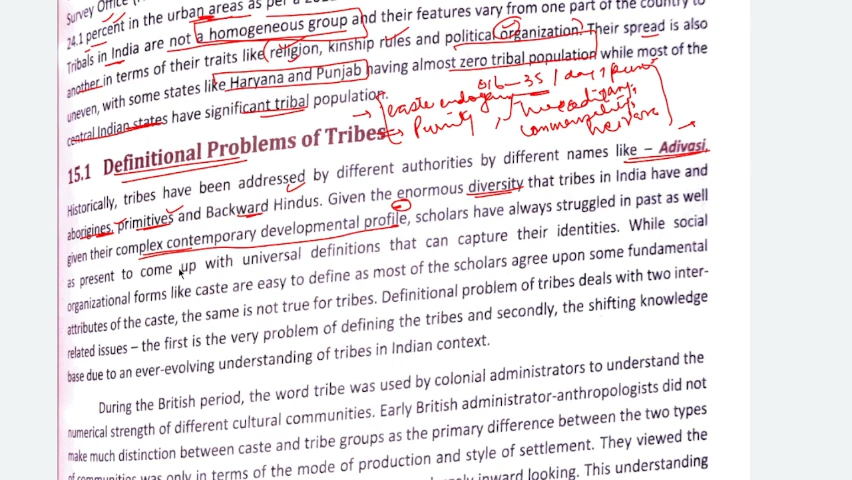 Survey Office
24.1 percent in the urban areas as per a
Tribals in India are not a homogeneous group and their features vary from one part of the country to
another in terms of their traits like religion, kinship rules and political organization. Their spread is also
uneven, with some states like Haryana and Punjab having almost zero tribal population while most of the
central Indian states have significant tribal population.
caste endogamy
Purity,
15.1 Definitional Problems of Tribes
Historically, tribes have been addressed by different authorities by different names like – Adivasi,
aborigines, primitives and Backward Hindus. Given the enormous diversity that tribes in India have and
given their complex contemporary developmental profile, scholars have always struggled in past as well
as present to come up with universal definitions that can capture their identities. While social
organizational forms like caste are easy to define as most of the scholars agree upon some fundamental
attributes of the caste, the same is not true for tribes. Definitional problem of tribes deals with two inter-
related issues – the first is the very problem of defining the tribes and secondly, the shifting knowledge
base due to an ever-evolving understanding of tribes in Indian context.
During the British period, the word tribe was used by colonial administrators to understand the
numerical strength of different cultural communities. Early British administrator-anthropologists did not
make much distinction between caste and tribe groups as the primary difference between the two types
of communities was only in terms of the mode of production and style of settlement. They viewed the
inward looking. This understanding